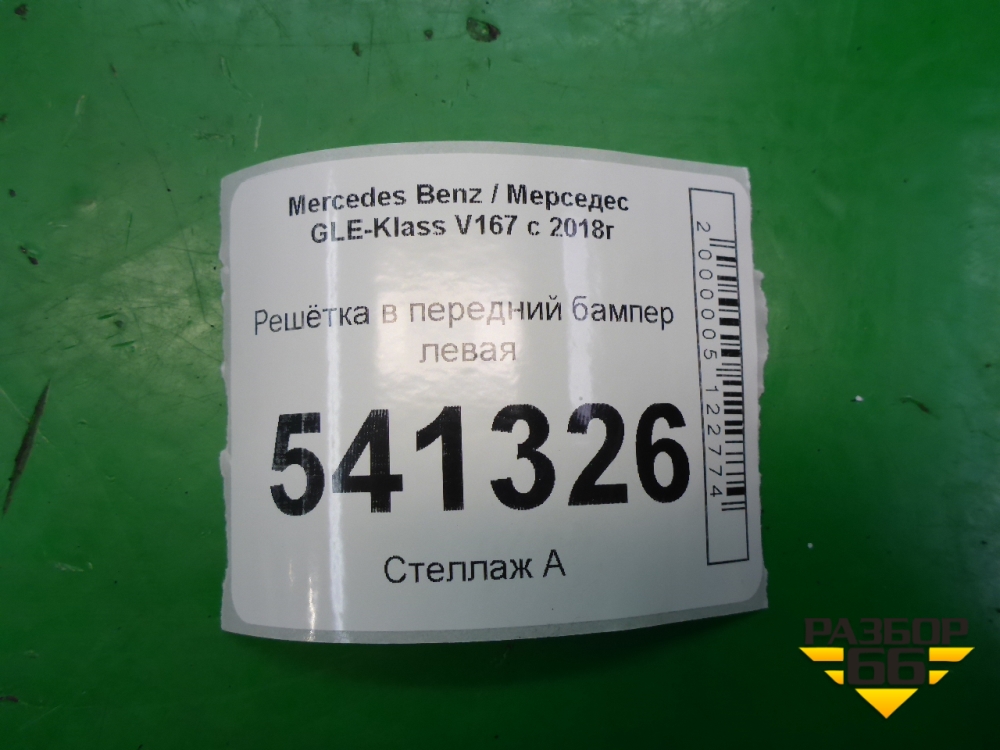 Mercedes Benz / Мерседес
GLE-Klass V167 с 2018г
Решётка в передний бампер
левая
541326
Стеллаж А
2000005122774
РАЗБОР
66